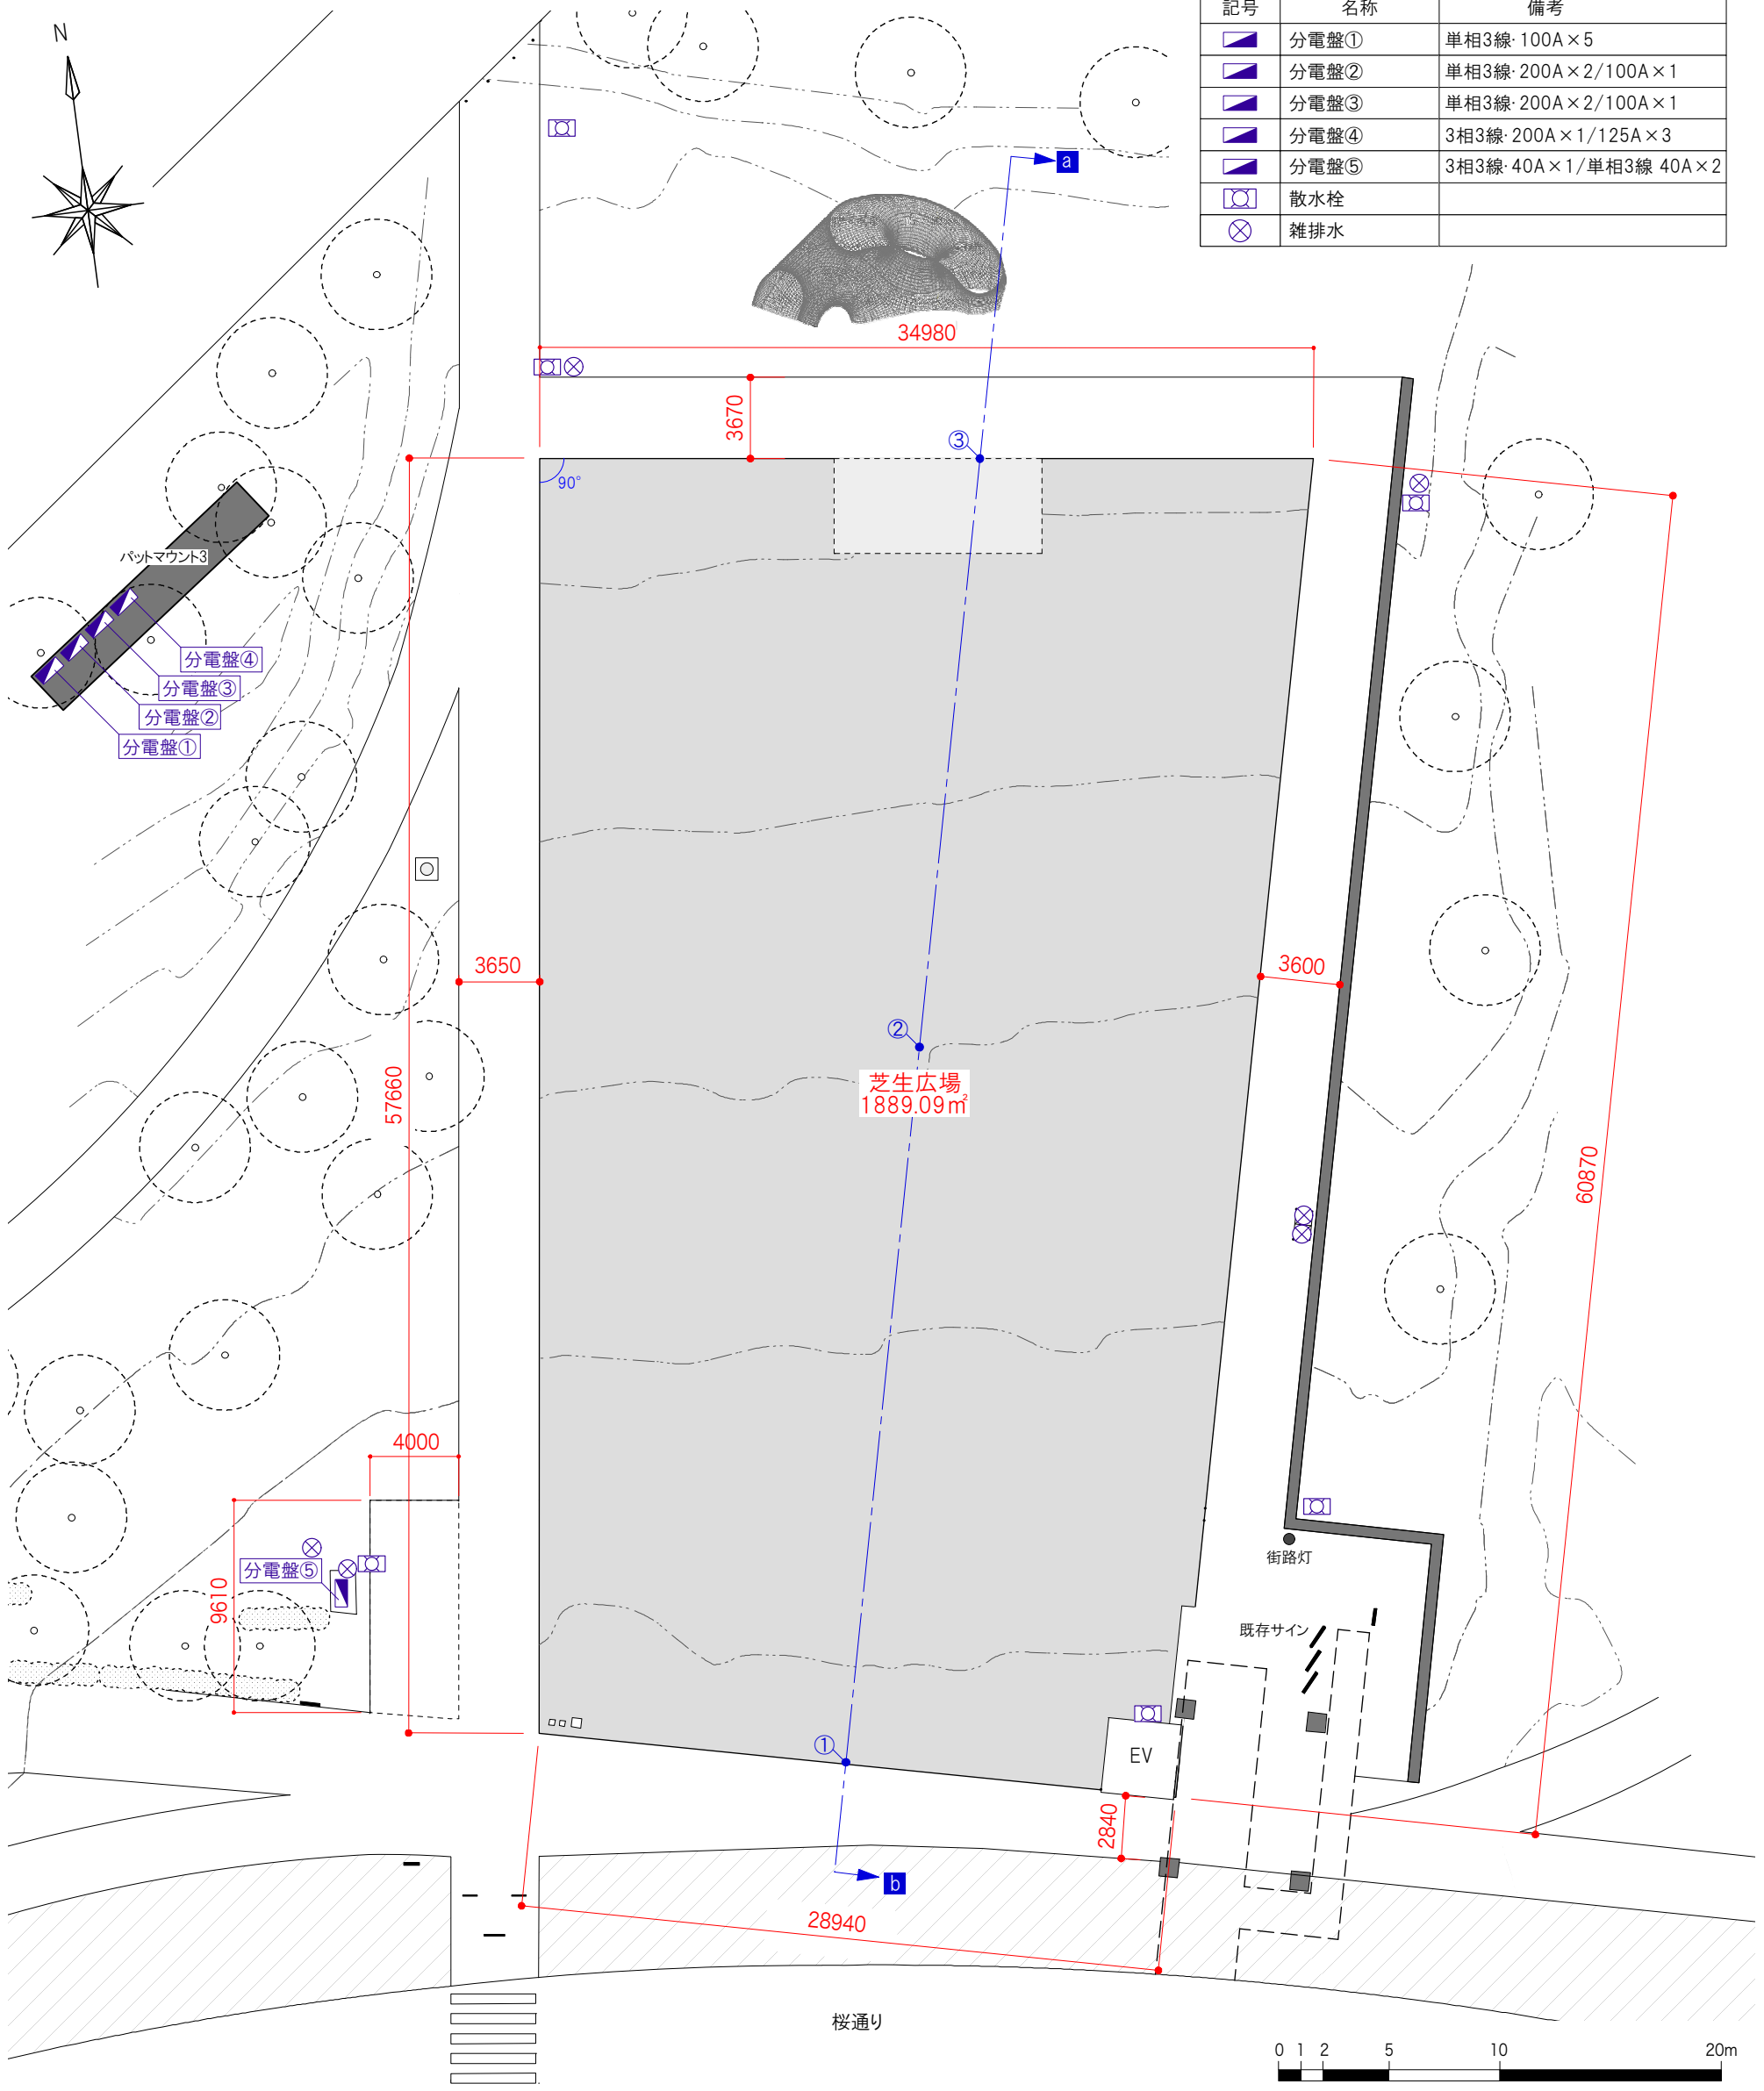 N
記号 名称 備考
分電盤① 単相3線・100A×5
分電盤② 単相3線・200A×2/100A×1
分電盤③ 単相3線・200A×2/100A×1
分電盤④ 3相3線・200A×1/125A×3
分電盤⑤ 3相3線・40A×1/単相3線 40A×2
散水栓
雑排水
a
34980
3670
③
90°
パットマウント3
分電盤④
分電盤③
分電盤②
分電盤①
3650
3600
②
芝生広場
1889.09㎡
57660
60870
4000
9610
分電盤⑤
街路灯
既存サイン
①
EV
2840
b
28940
桜通り
0 1 2 5 10 20m